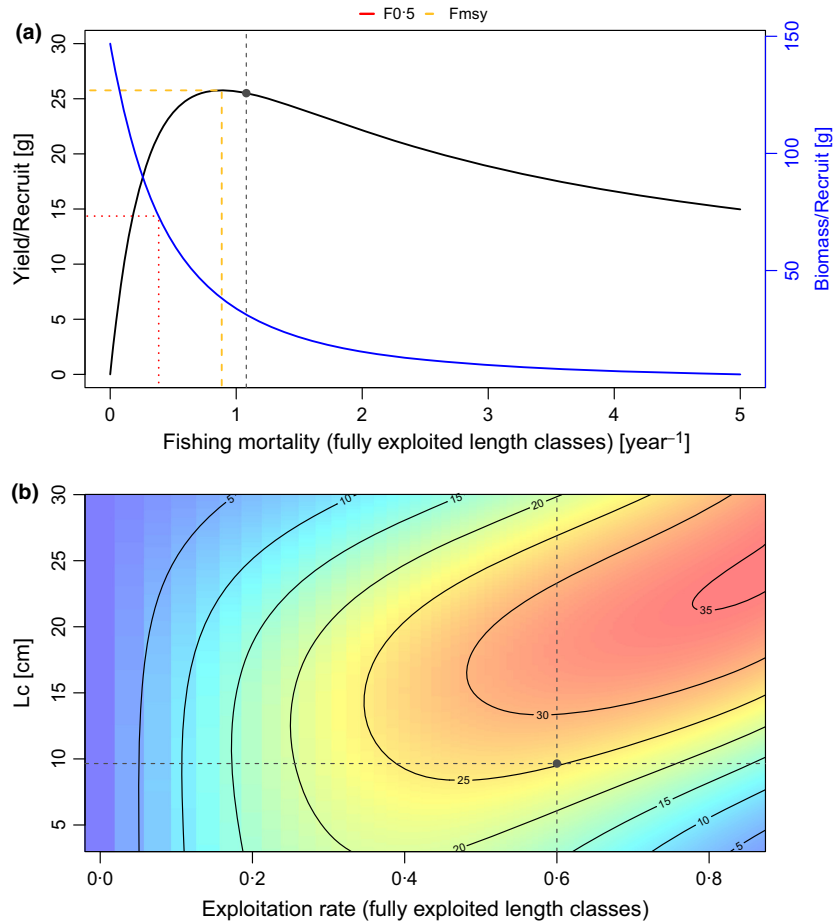 F0·5 Fmsy
(a)
30
25
20
15
10
5
0
Yield/Recruit [g]
150
100
50
Biomass/Recruit [g]
0 1 2 3 4 5
Fishing mortality (fully exploited length classes) [year⁻¹]
(b)
30
25
20
15
10
5
Lc [cm]
5 10 15 20
35
30
25
20
15
10
5
0·0 0·2 0·4 0·6 0·8
Exploitation rate (fully exploited length classes)